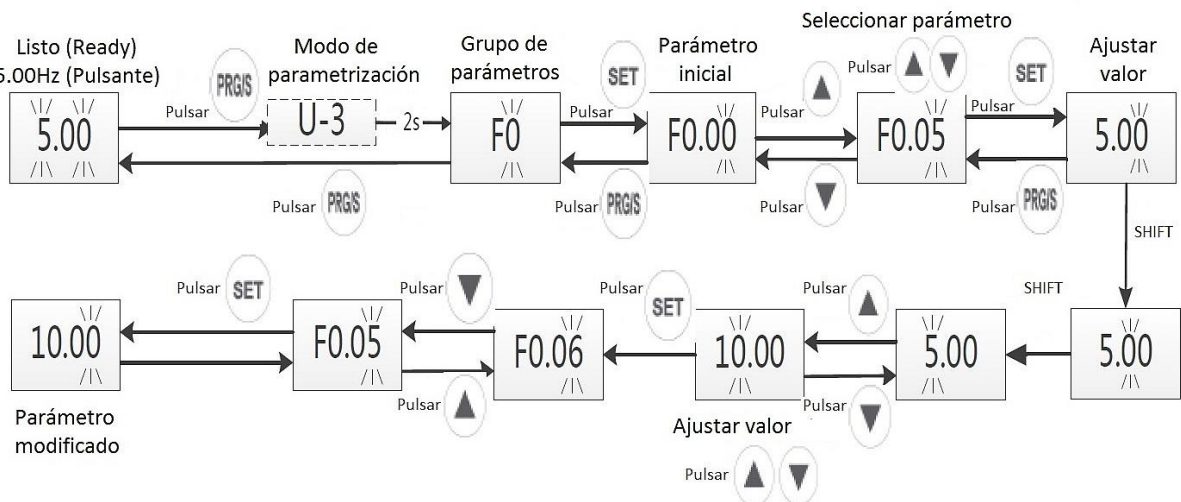 Listo (Ready)
5.00Hz (Pulsante)
5.00
Pulsar
PRG/S
Modo de
parametrización
U-3
2s
Pulsar PRG/S
Grupo de
parámetros
F0
SET
Pulsar
Pulsar PRG/S
Parámetro
inicial
F0.00
Pulsar ▲
Pulsar ▼
Seleccionar parámetro
Pulsar ▲ ▼
F0.05
SET
Pulsar
Pulsar PRG/S
Ajustar
valor
5.00
SHIFT
5.00
SHIFT
5.00
Pulsar ▲
Pulsar ▼
10.00
Ajustar valor
Pulsar ▲ ▼
Pulsar SET
F0.06
Pulsar ▼
Pulsar ▲
F0.05
Pulsar SET
10.00
Parámetro
modificado